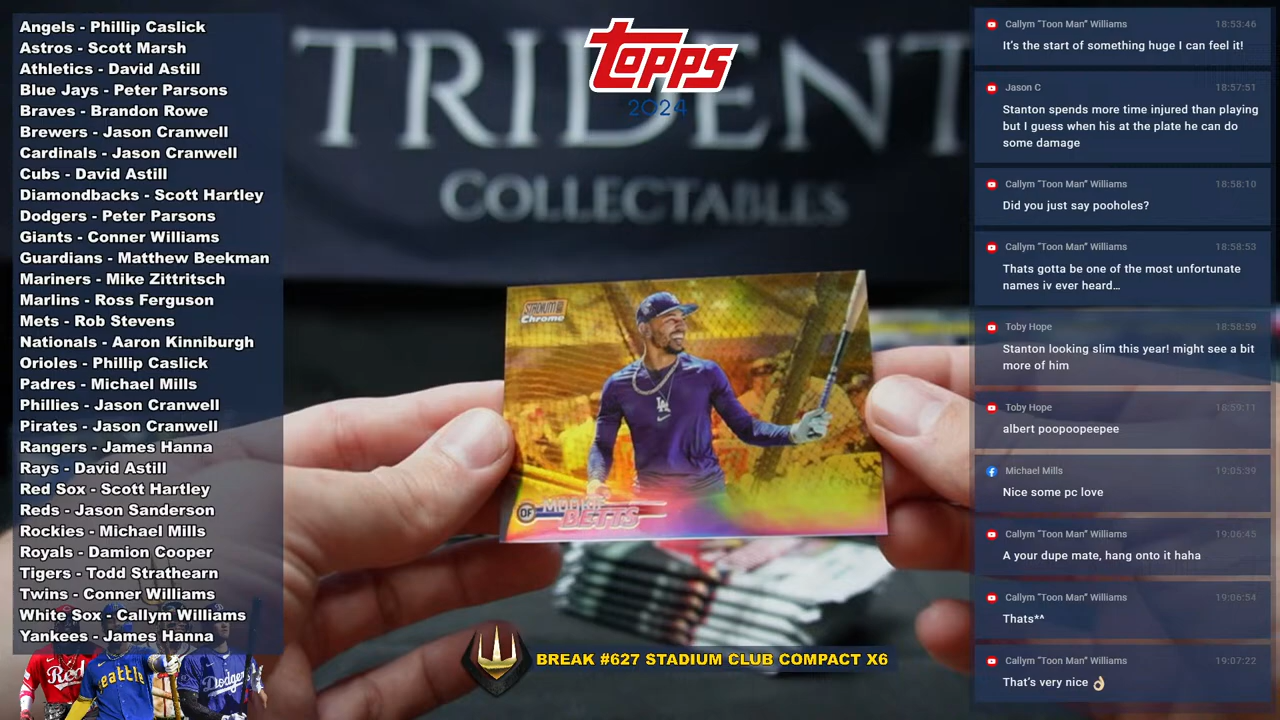 Angels - Phillip Caslick
Astros - Scott Marsh
Athletics - David Astill
Blue Jays - Peter Parsons
Braves - Brandon Rowe
Brewers - Jason Cranwell
Cardinals - Jason Cranwell
Cubs - David Astill
Diamondbacks - Scott Hartley
Dodgers - Peter Parsons
Giants - Conner Williams
Guardians - Matthew Beekman
Mariners - Mike Zittritsch
Marlins - Ross Ferguson
Mets - Rob Stevens
Nationals - Aaron Kinniburgh
Orioles - Phillip Caslick
Padres - Michael Mills
Phillies - Jason Cranwell
Pirates - Jason Cranwell
Rangers - James Hanna
Rays - David Astill
Red Sox - Scott Hartley
Reds - Jason Sanderson
Rockies - Michael Mills
Royals - Damion Cooper
Tigers - Todd Strathearn
Twins - Conner Williams
White Sox - Callym Williams
Yankees - James Hanna
Reds
seattle
Dodgers
topps
2024
TRIDENT
COLLECTABLES
STADIUM
Chrome
LA
OF
MOOKIE
BETTS
BREAK #627 STADIUM CLUB COMPACT X6
Callym "Toon Man" Williams 18:53:46
It's the start of something huge I can feel it!
Jason C 18:57:51
Stanton spends more time injured than playing
but I guess when his at the plate he can do
some damage
Callym "Toon Man" Williams 18:58:10
Did you just say pooholes?
Callym "Toon Man" Williams 18:58:53
Thats gotta be one of the most unfortunate
names iv ever heard...
Toby Hope 18:58:59
Stanton looking slim this year! might see a bit
more of him
Toby Hope 18:59:11
albert poopoopeepee
Michael Mills 19:05:39
Nice some pc love
Callym "Toon Man" Williams 19:06:45
A your dupe mate, hang onto it haha
Callym "Toon Man" Williams 19:06:54
Thats*^
Callym "Toon Man" Williams 19:07:22
That's very nice 👌🏼